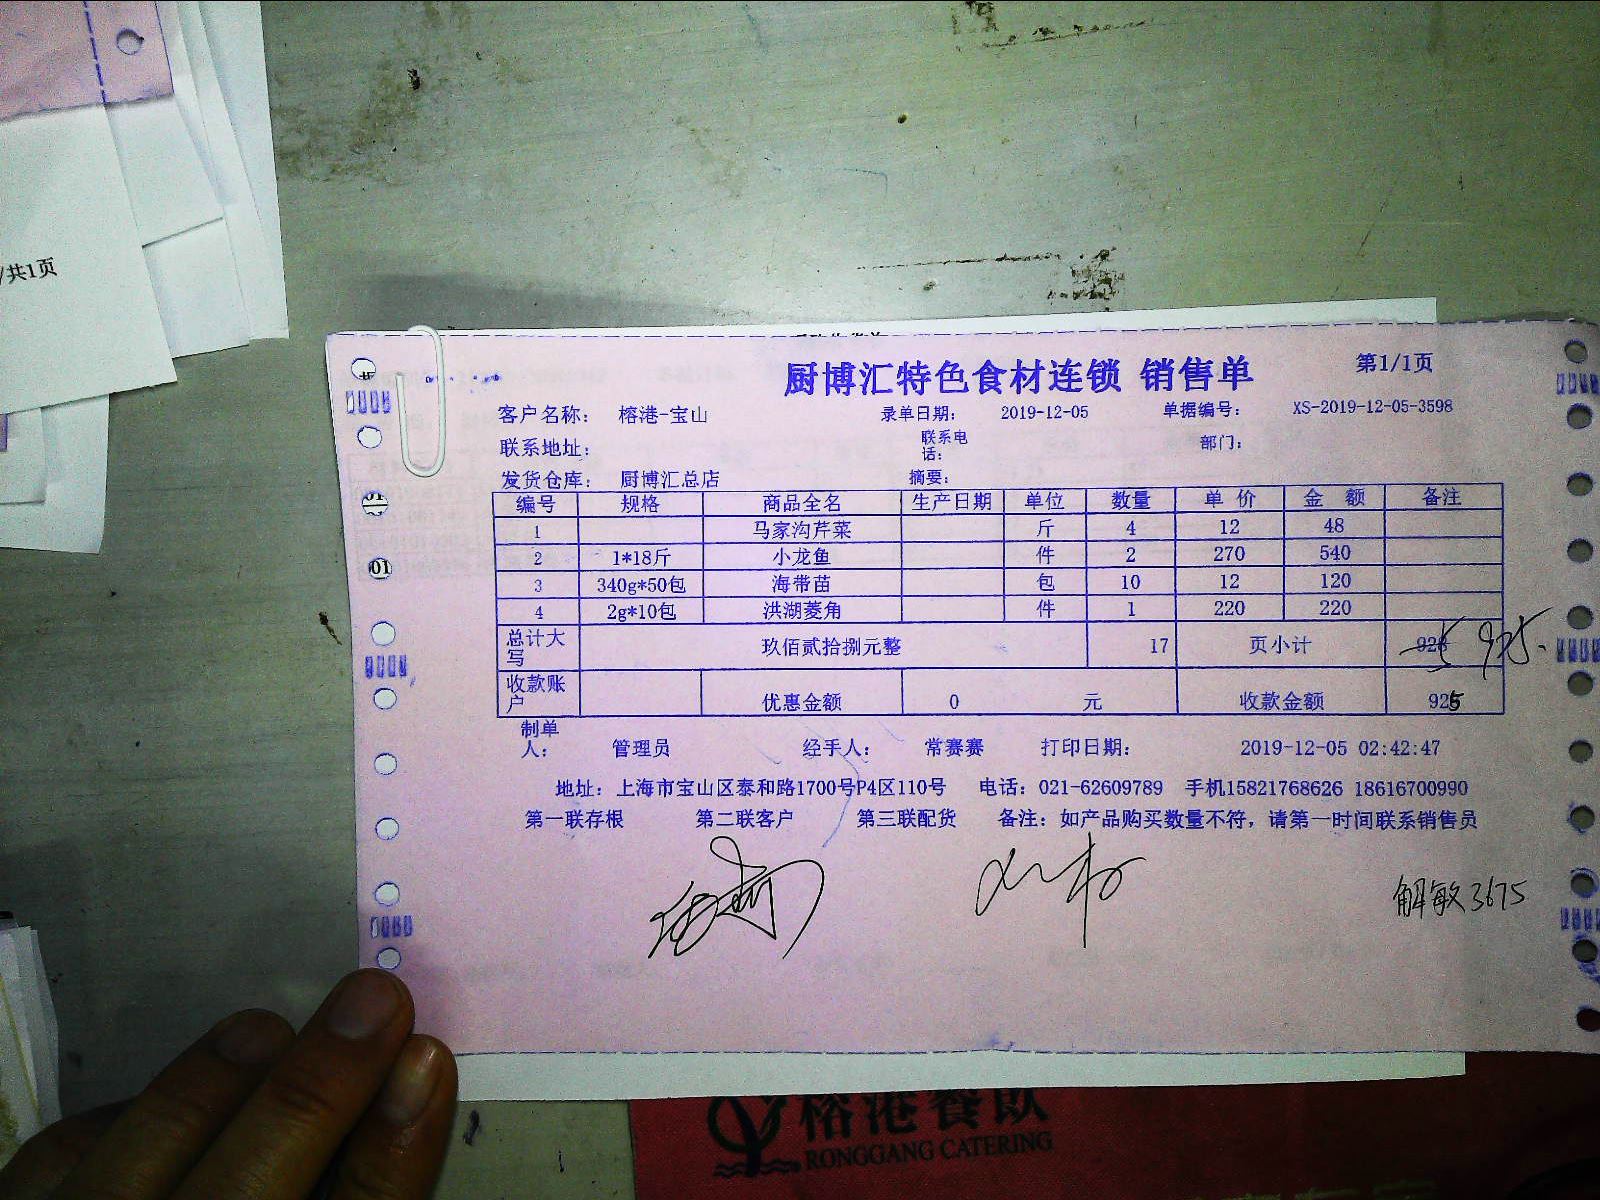 /共1页
厨博汇特色食材连锁 销售单 第1/1页
客户名称： 榕港-宝山 录单日期： 2019-12-05 单据编号： XS-2019-12-05-3598
联系地址： 联系电话： 部门：
发货仓库： 厨博汇总店 摘要：
编号 规格 商品全名 生产日期 单位 数量 单 价 金 额 备注
1 马家沟芹菜 斤 4 12 48
2 1*18斤 小龙鱼 件 2 270 540
3 340g*50包 海带苗 包 10 12 120
4 2g*10包 洪湖菱角 件 1 220 220
总计大写 玖佰贰拾捌元整 17 页小计 928 925.
收款账户 优惠金额 0 元 收款金额 925
制单人： 管理员 经手人： 常赛赛 打印日期： 2019-12-05 02:42:47
地址：上海市宝山区泰和路1700号P4区110号 电话：021-62609789 手机15821768626 18616700990
第一联存根 第二联客户 第三联配货 备注：如产品购买数量不符，请第一时间联系销售员
解敏3675
01
榕港餐饮
RONGGANG CATERING